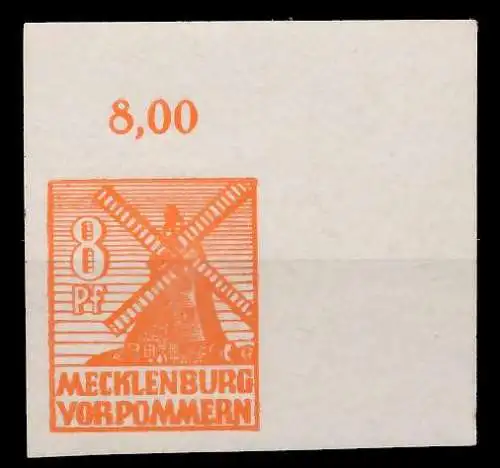 8,00
8
Pf
MECKLENBURG
VORPOMMERN